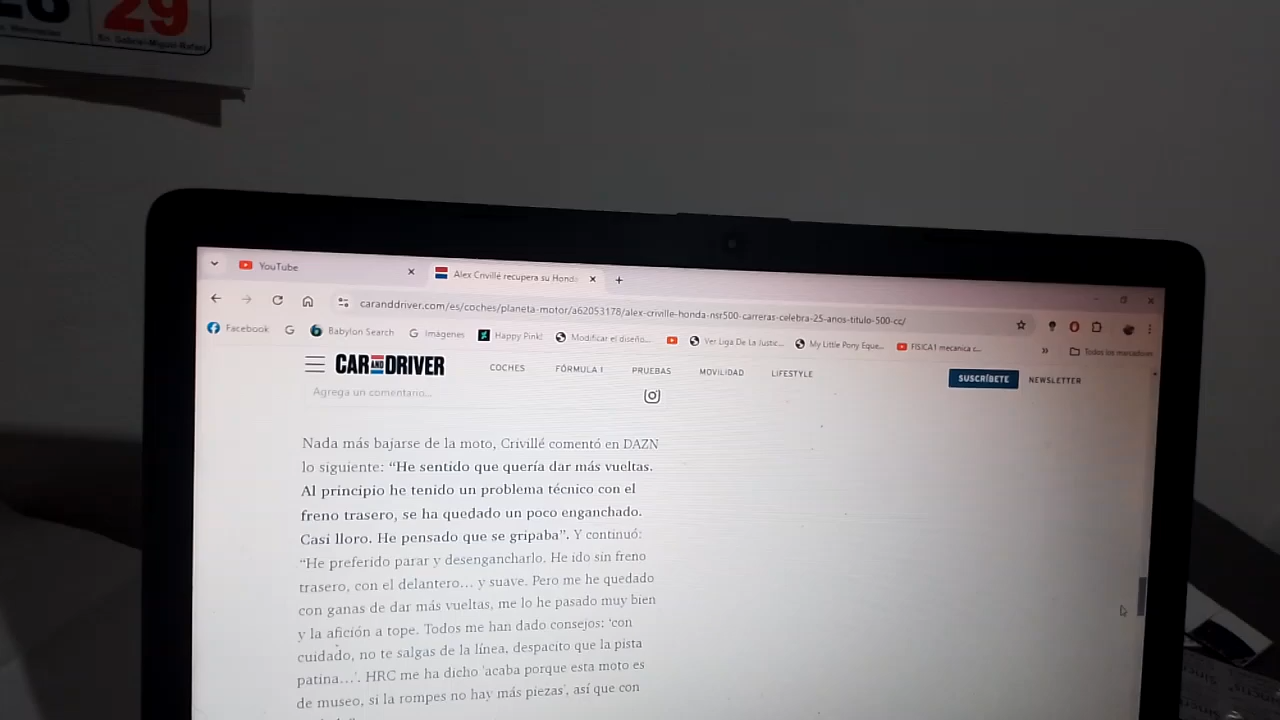 29
Sn. Gabriel-Miguel-Rafael
YouTube
Alex Crivillé recupera su Honda
caranddriver.com/es/coches/planeta-motor/a62053178/alex-criville-honda-nsr500-carreras-celebra-25-anos-titulo-500-cc/
Facebook
Babylon Search
Imágenes
Happy Pink!
Modificar el diseño...
Ver Liga De La Justic...
My Little Pony Eque...
FISICA1 mecanica c...
»
Todos los marcadores
CAR AND DRIVER
COCHES
FÓRMULA 1
PRUEBAS
MOVILIDAD
LIFESTYLE
SUSCRÍBETE
NEWSLETTER
Agrega un comentario...
Nada más bajarse de la moto, Crivillé comentó en DAZN
lo siguiente: “He sentido que quería dar más vueltas.
Al principio he tenido un problema técnico con el
freno trasero, se ha quedado un poco enganchado.
Casi lloro. He pensado que se gripaba”. Y continuó:
“He preferido parar y desengancharlo. He ido sin freno
trasero, con el delantero... y suave. Pero me he quedado
con ganas de dar más vueltas, me lo he pasado muy bien
y la afición a tope. Todos me han dado consejos: ‘con
cuidado, no te salgas de la línea, despacito que la pista
patina...’. HRC me ha dicho ‘acaba porque esta moto es
de museo, si la rompes no hay más piezas’, así que con